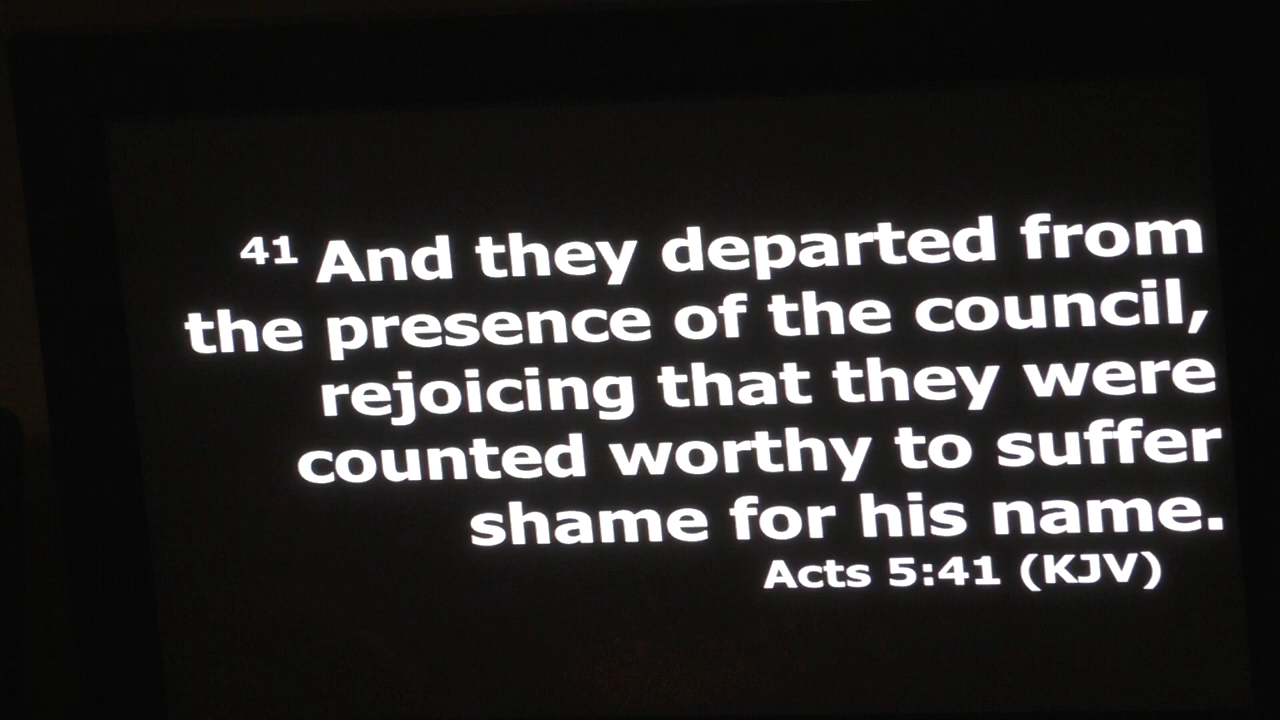 41 And they departed from
the presence of the council,
rejoicing that they were
counted worthy to suffer
shame for his name.
Acts 5:41 (KJV)